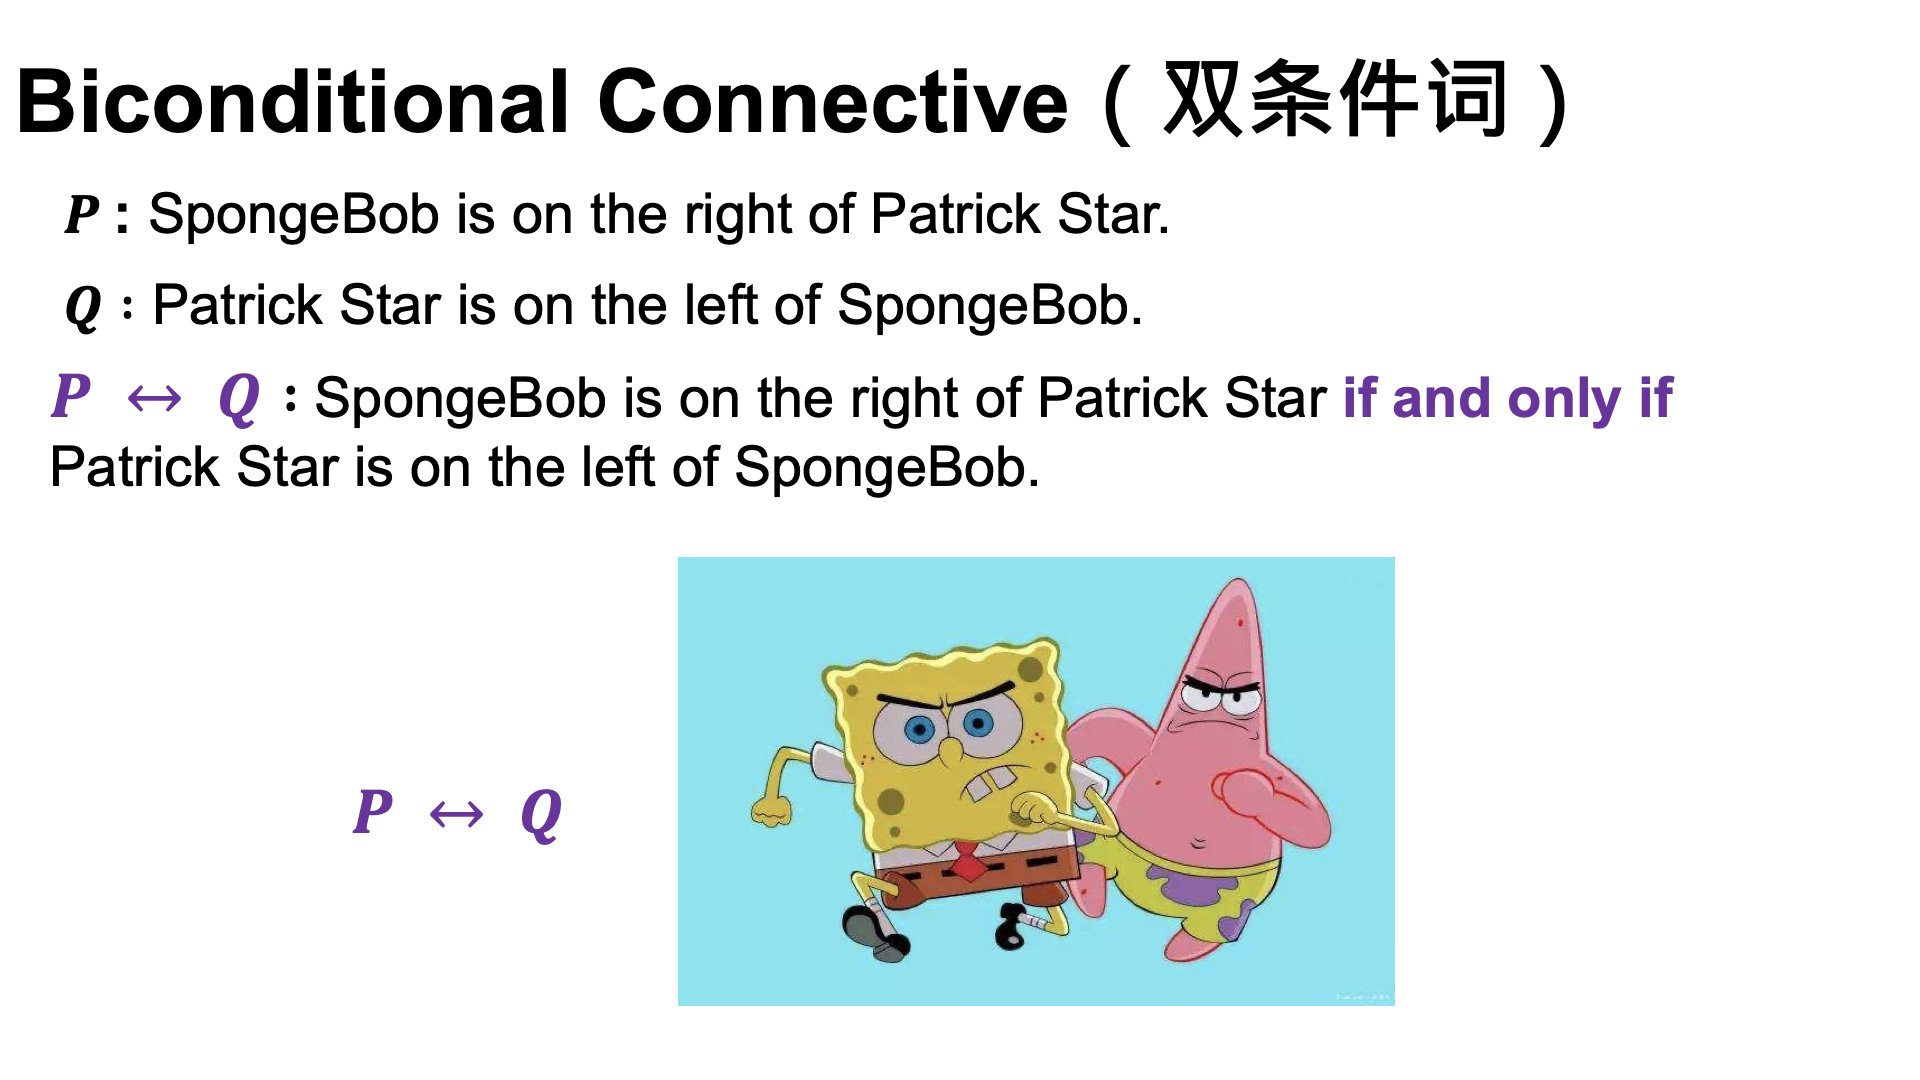 Biconditional Connective（双条件词）
P : SpongeBob is on the right of Patrick Star.
Q : Patrick Star is on the left of SpongeBob.
P ↔ Q : SpongeBob is on the right of Patrick Star if and only if
Patrick Star is on the left of SpongeBob.
P ↔ Q